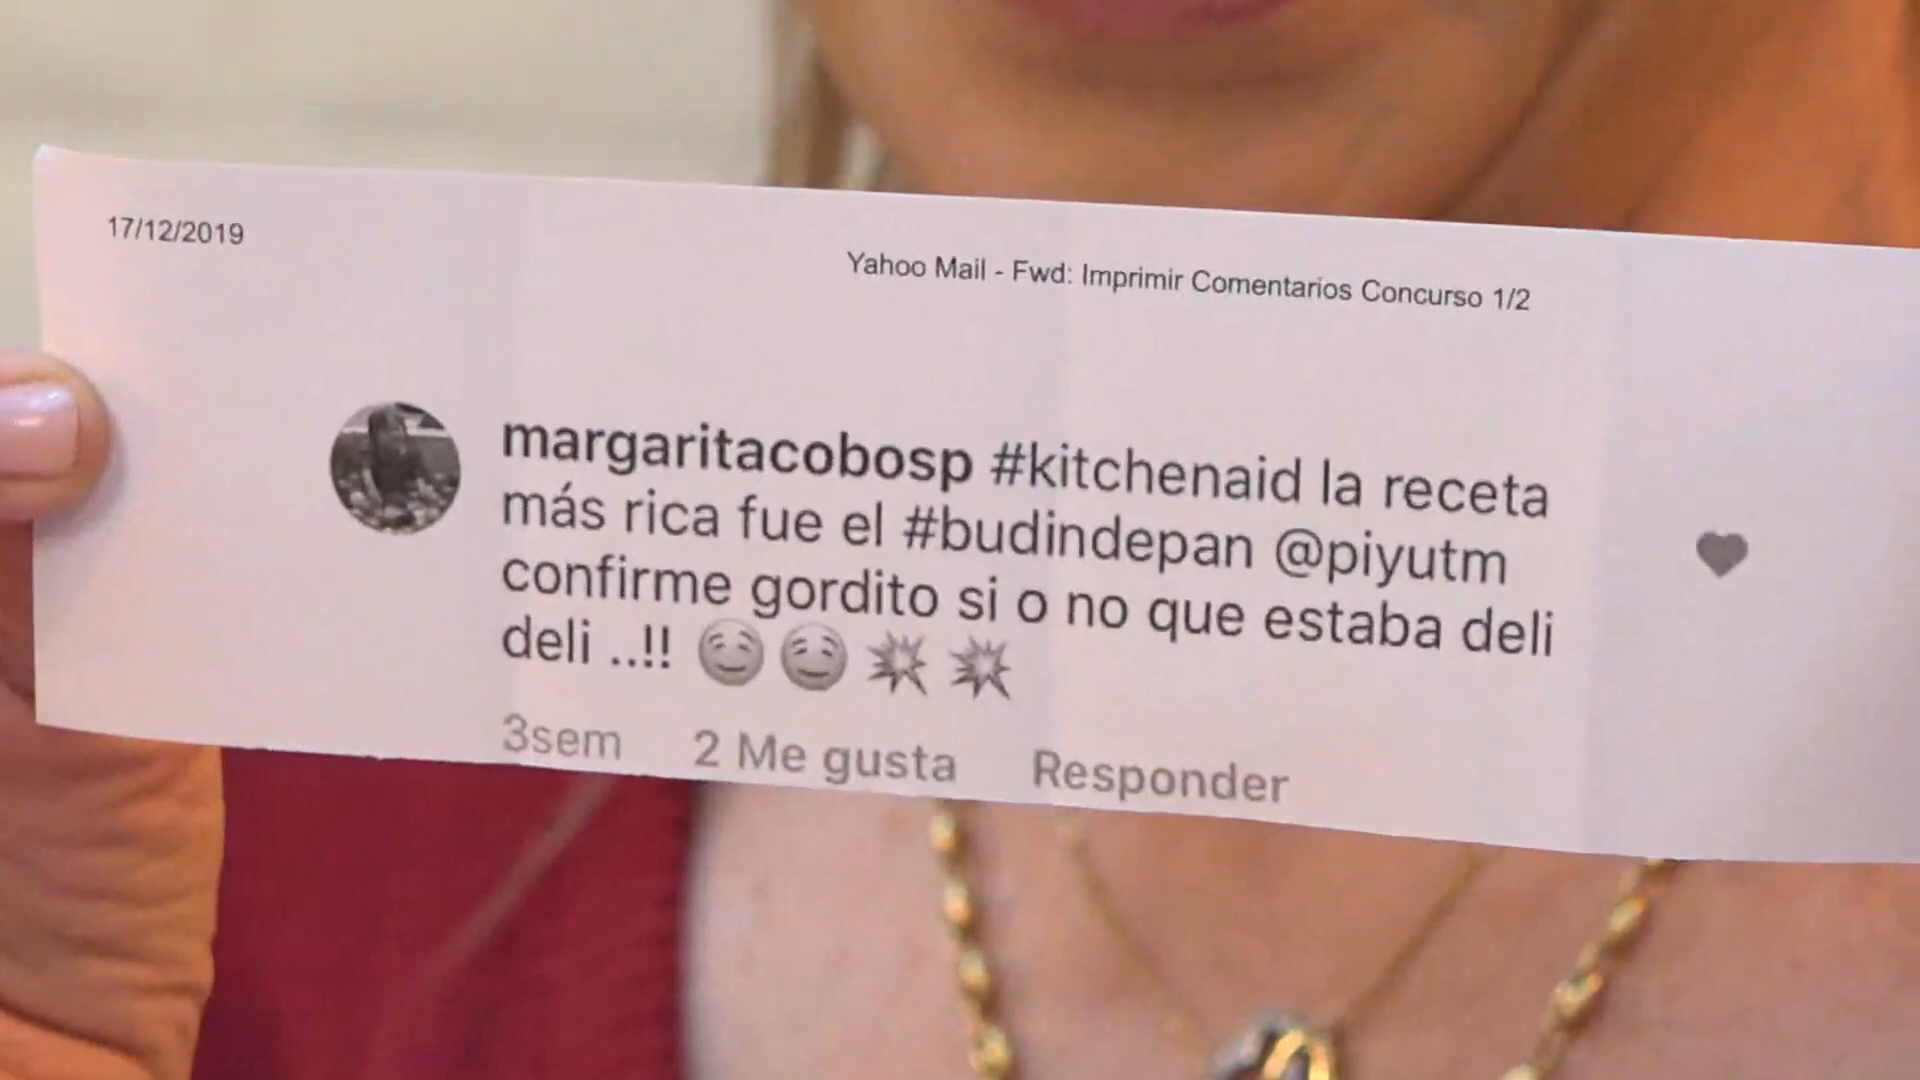 17/12/2019
Yahoo Mail - Fwd: Imprimir Comentarios Concurso 1/2
margaritacobosp #kitchenaid la receta
más rica fue el #budindepan @piyutm
confirme gordito si o no que estaba deli
deli ..!! 🤤🤤💥💥
3sem 2 Me gusta Responder